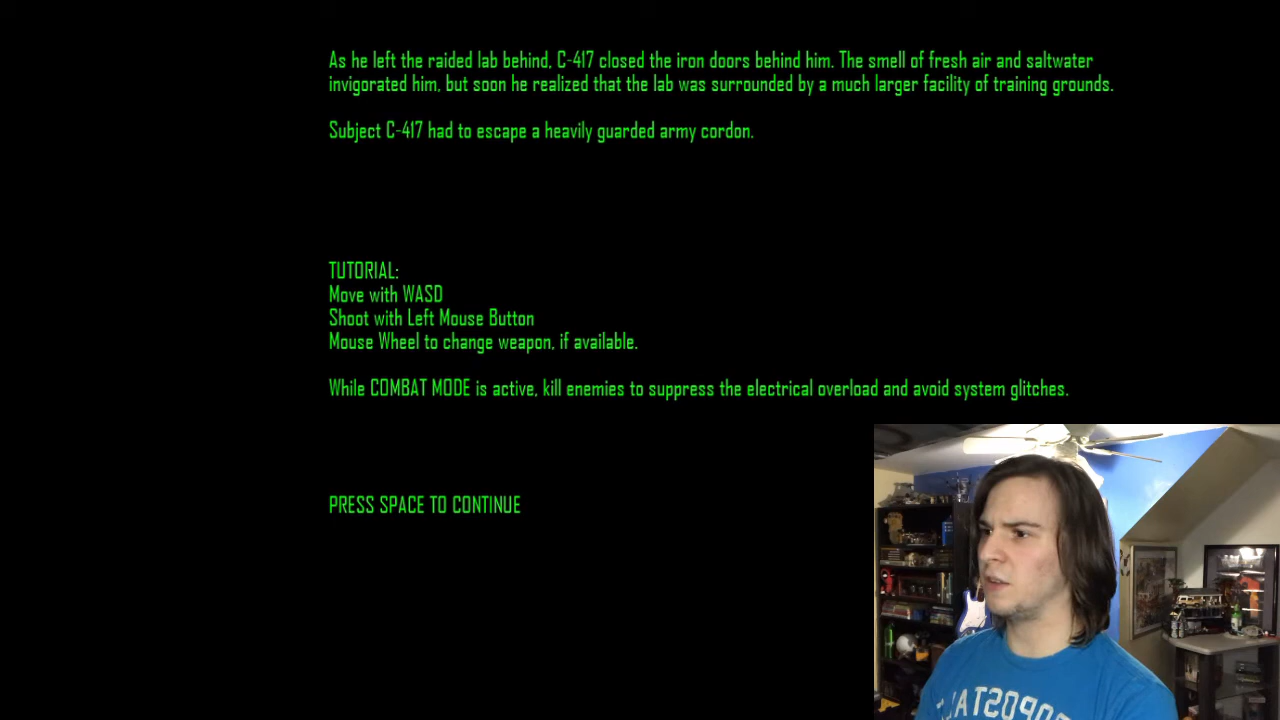 As he left the raided lab behind, C-417 closed the iron doors behind him. The smell of fresh air and saltwater
invigorated him, but soon he realized that the lab was surrounded by a much larger facility of training grounds.
Subject C-417 had to escape a heavily guarded army cordon.
TUTORIAL:
Move with WASD
Shoot with Left Mouse Button
Mouse Wheel to change weapon, if available.
While COMBAT MODE is active, kill enemies to suppress the electrical overload and avoid system glitches.
PRESS SPACE TO CONTINUE